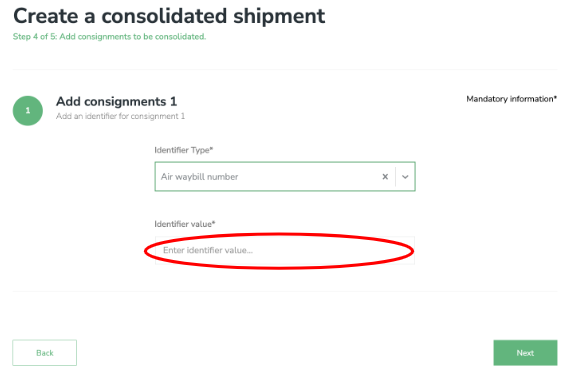 Create a consolidated shipment
Step 4 of 5: Add consignments to be consolidated.
1
Add consignments 1
Mandatory information*
Add an identifier for consignment 1
Identifier Type*
Air waybill number
Identifier value*
Enter identifier value...
Back
Next